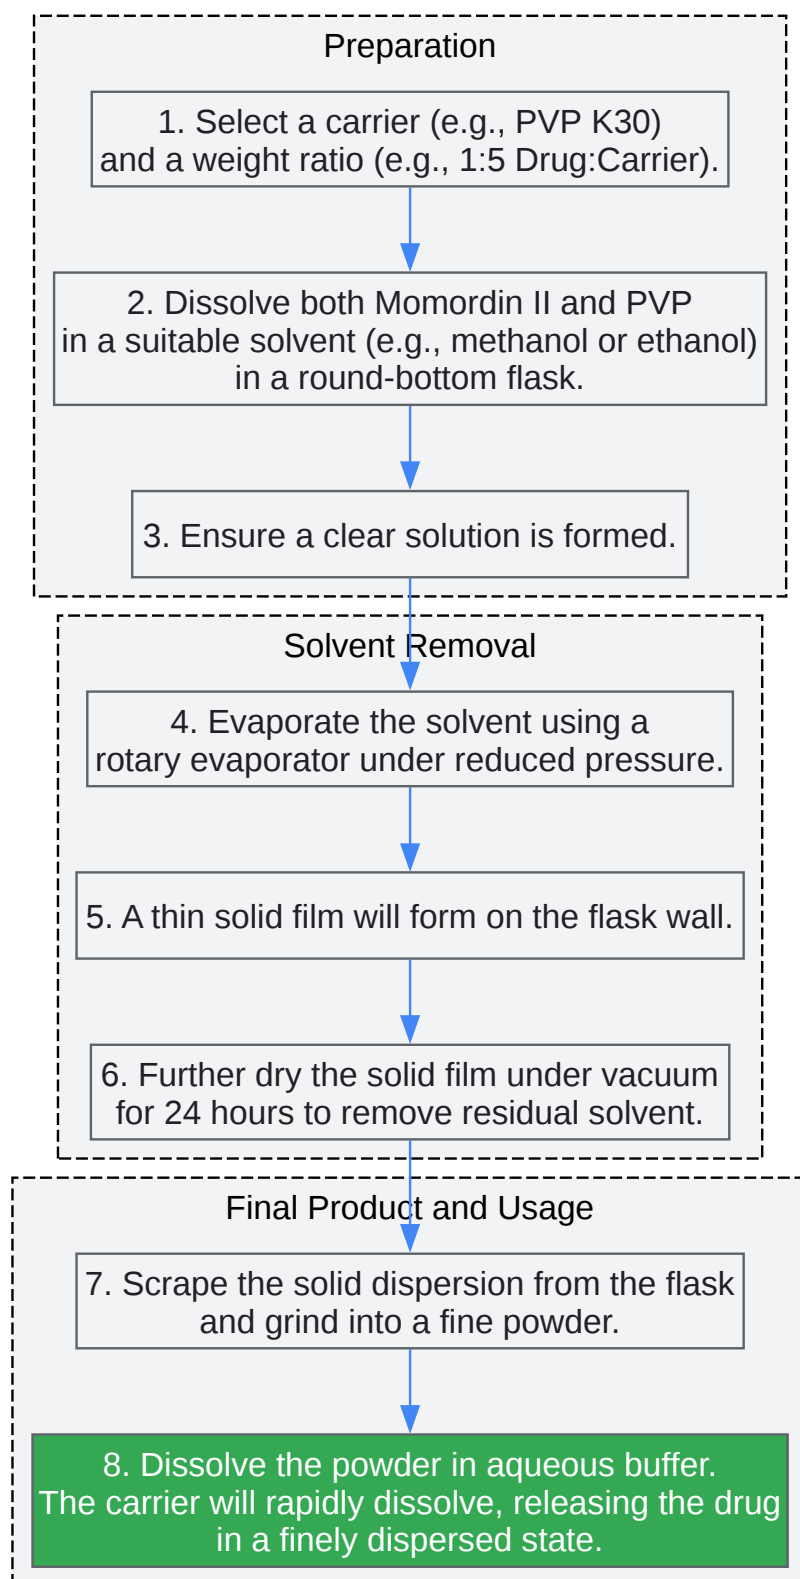 Preparation
1. Select a carrier (e.g., PVP K30)
and a weight ratio (e.g., 1:5 Drug:Carrier).
2. Dissolve both Momordin II and PVP
in a suitable solvent (e.g., methanol or ethanol)
in a round-bottom flask.
3. Ensure a clear solution is formed.
Solvent Removal
4. Evaporate the solvent using a
rotary evaporator under reduced pressure.
5. A thin solid film will form on the flask wall.
6. Further dry the solid film under vacuum
for 24 hours to remove residual solvent.
Final Product and Usage
7. Scrape the solid dispersion from the flask
and grind into a fine powder.
8. Dissolve the powder in aqueous buffer.
The carrier will rapidly dissolve, releasing the drug
in a finely dispersed state.